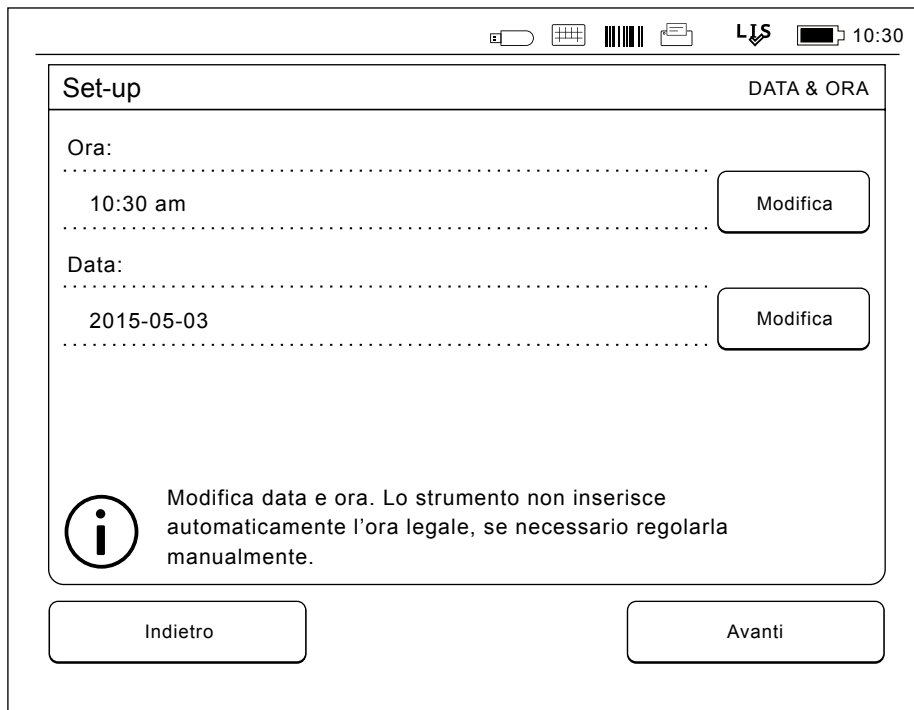 LIS 10:30
Set-up DATA & ORA
Ora:
10:30 am Modifica
Data:
2015-05-03 Modifica
Modifica data e ora. Lo strumento non inserisce
automaticamente l’ora legale, se necessario regolarla
manualmente.
Indietro Avanti